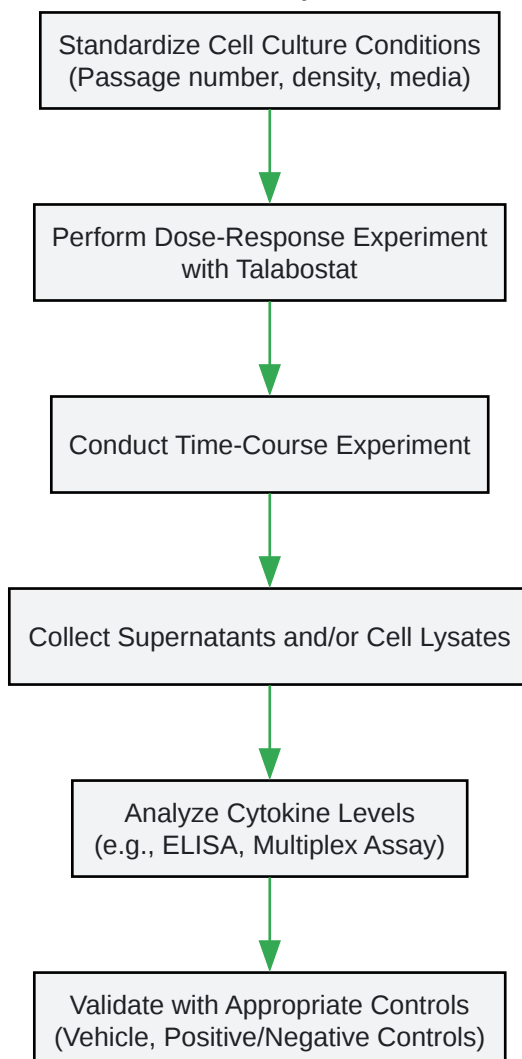 Standardize Cell Culture Conditions
(Passage number, density, media)
Perform Dose-Response Experiment
with Talabostat
Conduct Time-Course Experiment
Collect Supernatants and/or Cell Lysates
Analyze Cytokine Levels
(e.g., ELISA, Multiplex Assay)
Validate with Appropriate Controls
(Vehicle, Positive/Negative Controls)